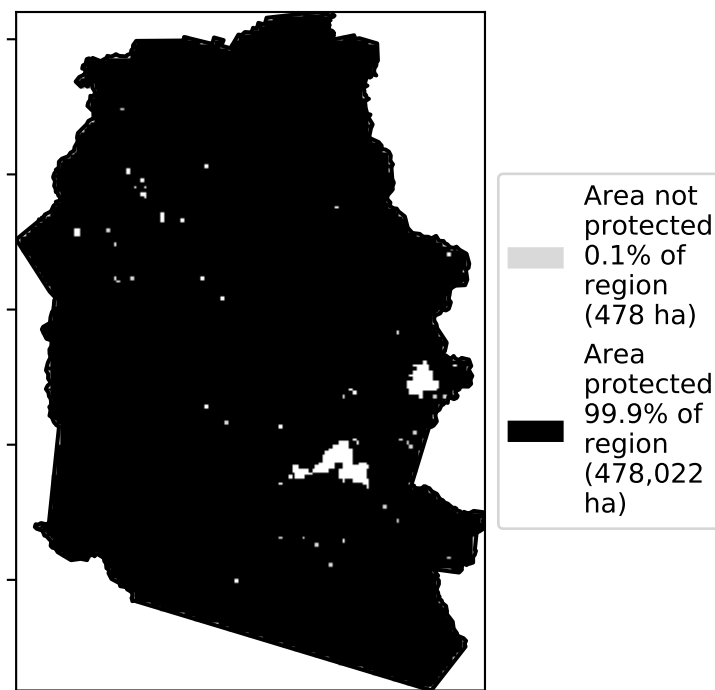 Area not
protected
0.1% of
region
(478 ha)
Area
protected
99.9% of
region
(478,022
ha)